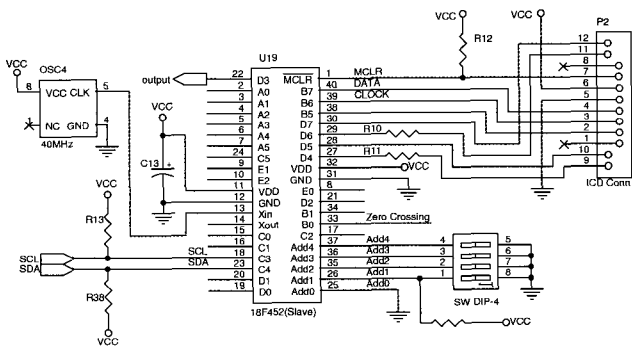 VCC
VCC
P2
R12
12
11
8
7
6
5
4
3
2
1
10
9
ICD Conn.
OSC4
VCC
8
VCC CLK
5
1
NC GND
4
40MHz
U19
output
22
D3
2
A0
3
A1
4
A2
5
A3
6
A4
7
A5
24
C5
9
E1
10
E2
11
VDD
12
GND
13
Xin
14
Xout
15
C0
16
C1
18
C3
23
C4
20
D1
19
D0
MCLR
1
MCLR
B7
40
DATA
B6
39
CLOCK
B5
38
D7
30
D6
29
R10
D5
28
D4
27
R11
VDD
32
VCC
GND
31
E0
8
D2
21
B1
34
B0
33
Zero Crossing
C2
17
Add4
37
Add4
Add3
36
Add3
Add2
35
Add2
Add1
26
Add1
Add0
25
Add0
18F452(Slave)
VCC
C13
+
VCC
R13
SCL
SCL
SDA
SDA
R38
VCC
4
5
3
6
2
7
1
8
SW DIP-4
VCC